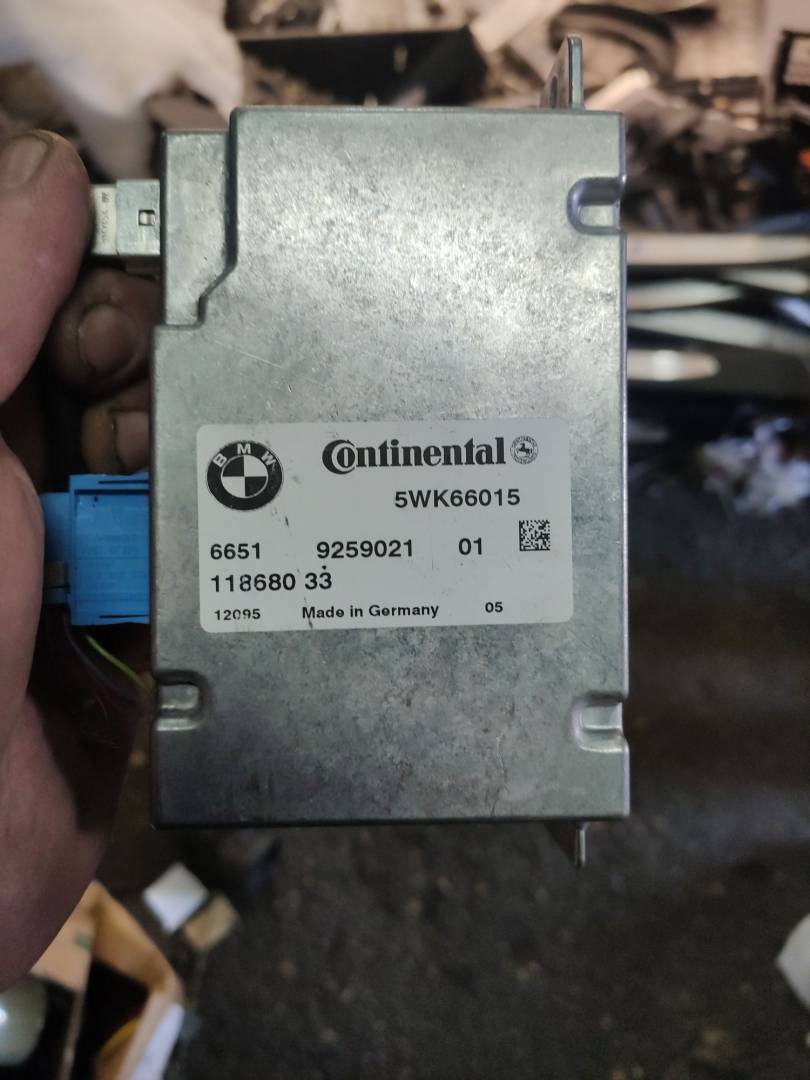 BMW
Continental
5WK66015
6651 9259021 01
118680 33
12095 Made in Germany 05